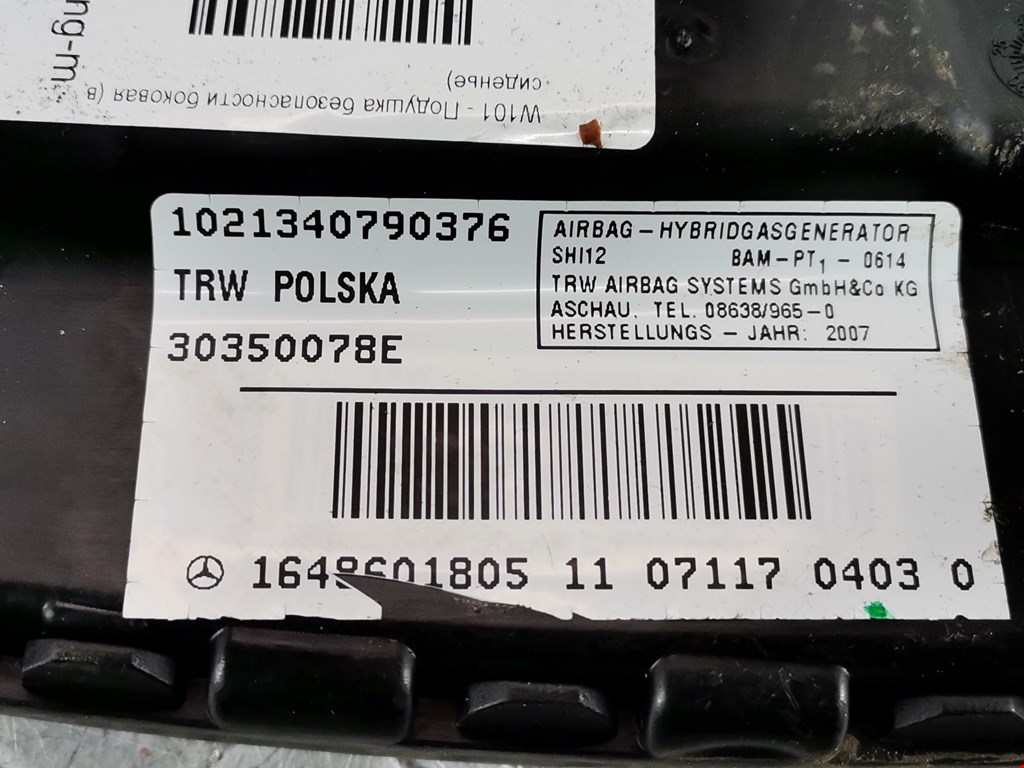 ng-m
W101 - Подушка безопасности боковая (в
сиденье)
1021340790376
TRW POLSKA
30350078E
AIRBAG - HYBRIDGASGENERATOR
SHI12 BAM-PT1 - 0614
TRW AIRBAG SYSTEMS GmbH&Co KG
ASCHAU. TEL. 08638/965-0
HERSTELLUNGS - JAHR: 2007
1648601805 11 07117 0403 0